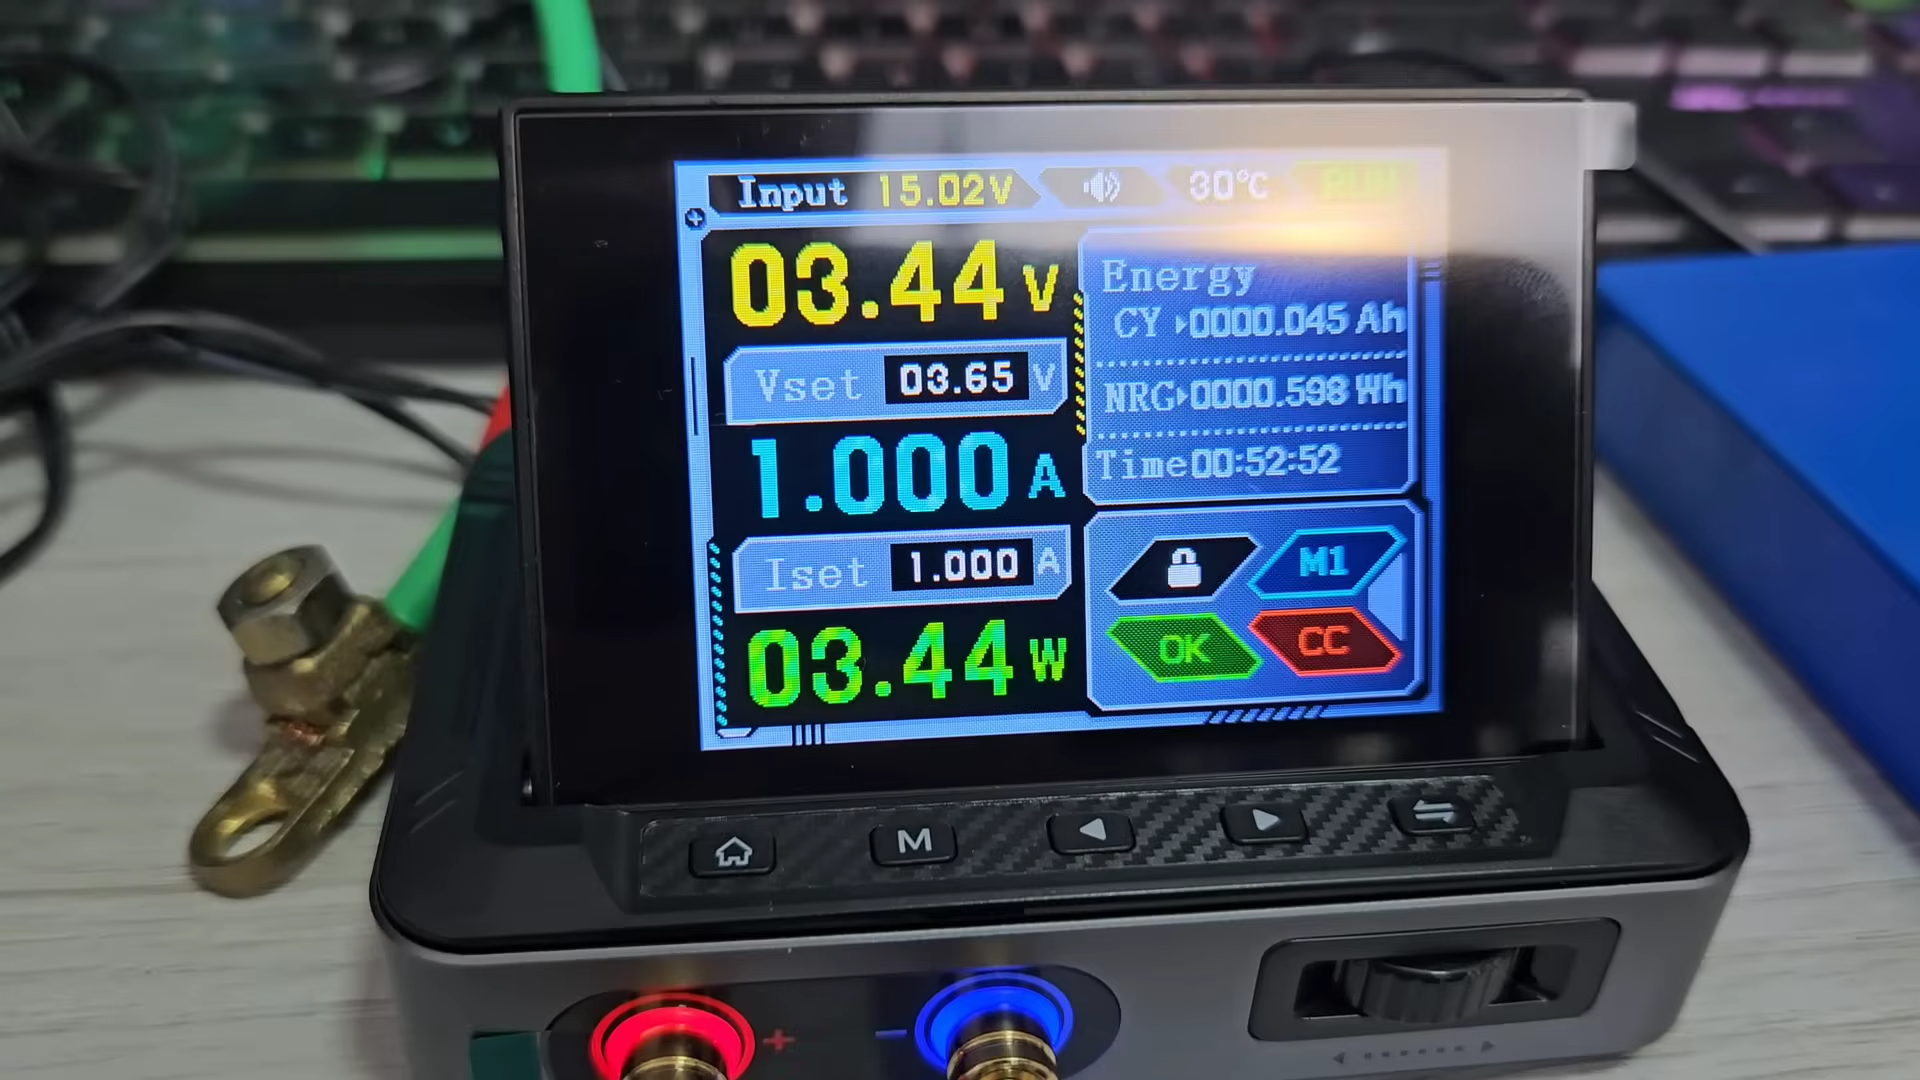 Input 15.02V 30°C RUN
03.44 V
Vset 03.65 V
1.000 A
Iset 1.000 A
03.44 W
Energy
CY 0000.045 Ah
NRG 0000.598 Wh
Time 00:52:52
M1
OK CC
M
+ −